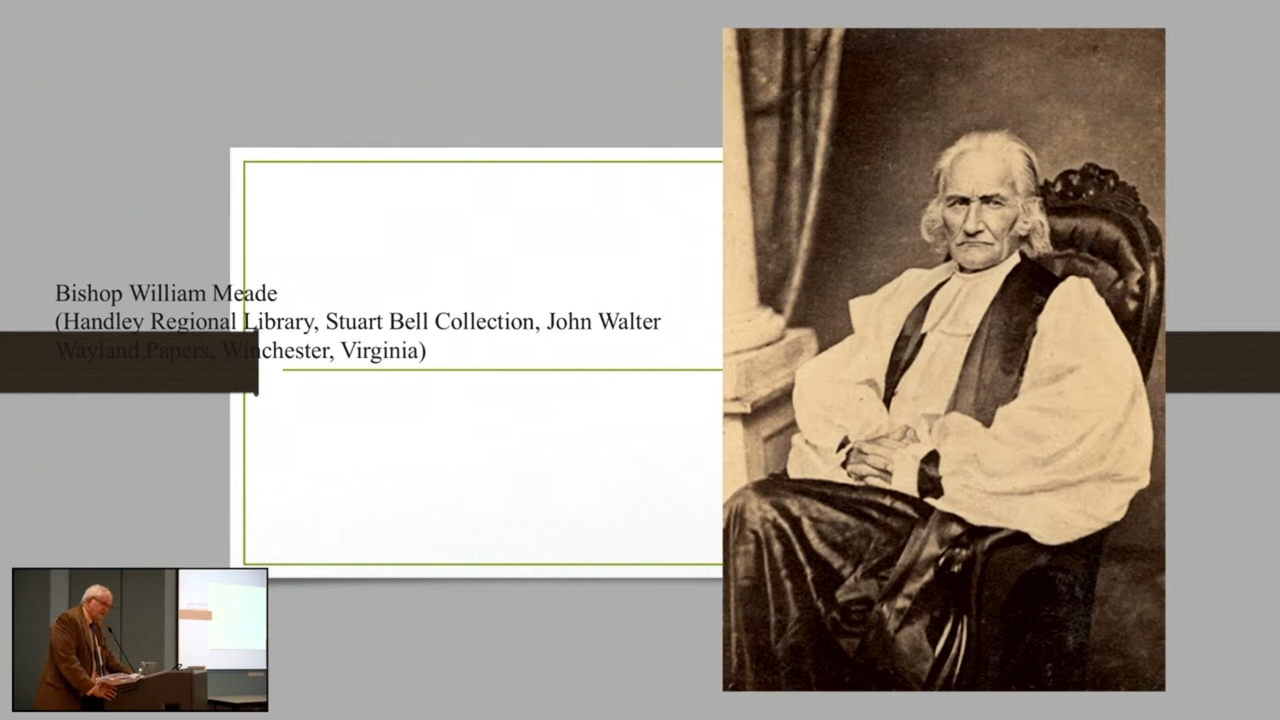 Bishop William Meade
(Handley Regional Library, Stuart Bell Collection, John Walter
Wayland Papers, Winchester, Virginia)